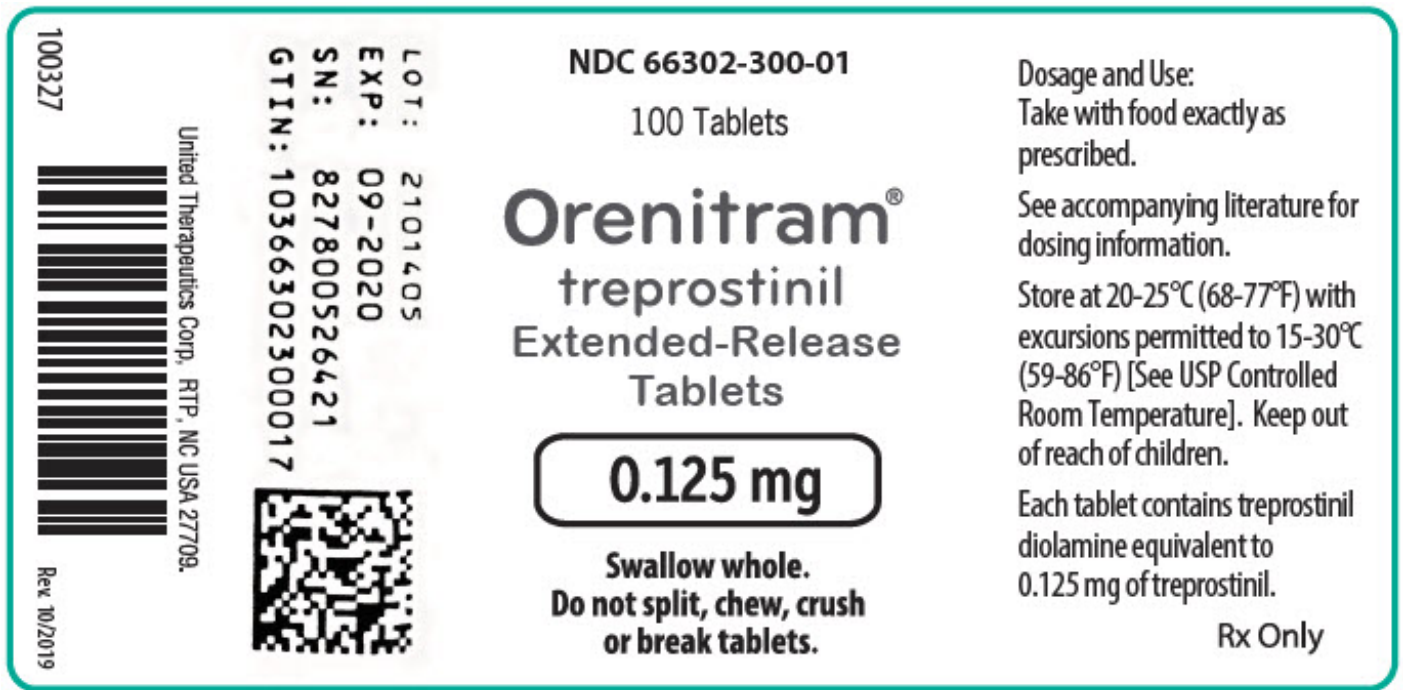 100327
United Therapeutics Corp, RTP, NC USA 27709.
Rev. 10/2019
LOT: 2101405
EXP: 09-2020
SN: 827800526421
GTIN: 10366302300017
NDC 66302-300-01
100 Tablets
Orenitram®
treprostinil
Extended-Release
Tablets
0.125 mg
Swallow whole.
Do not split, chew, crush
or break tablets.
Dosage and Use:
Take with food exactly as
prescribed.
See accompanying literature for
dosing information.
Store at 20-25°C (68-77°F) with
excursions permitted to 15-30°C
(59-86°F) [See USP Controlled
Room Temperature]. Keep out
of reach of children.
Each tablet contains treprostinil
diolamine equivalent to
0.125 mg of treprostinil.
Rx Only